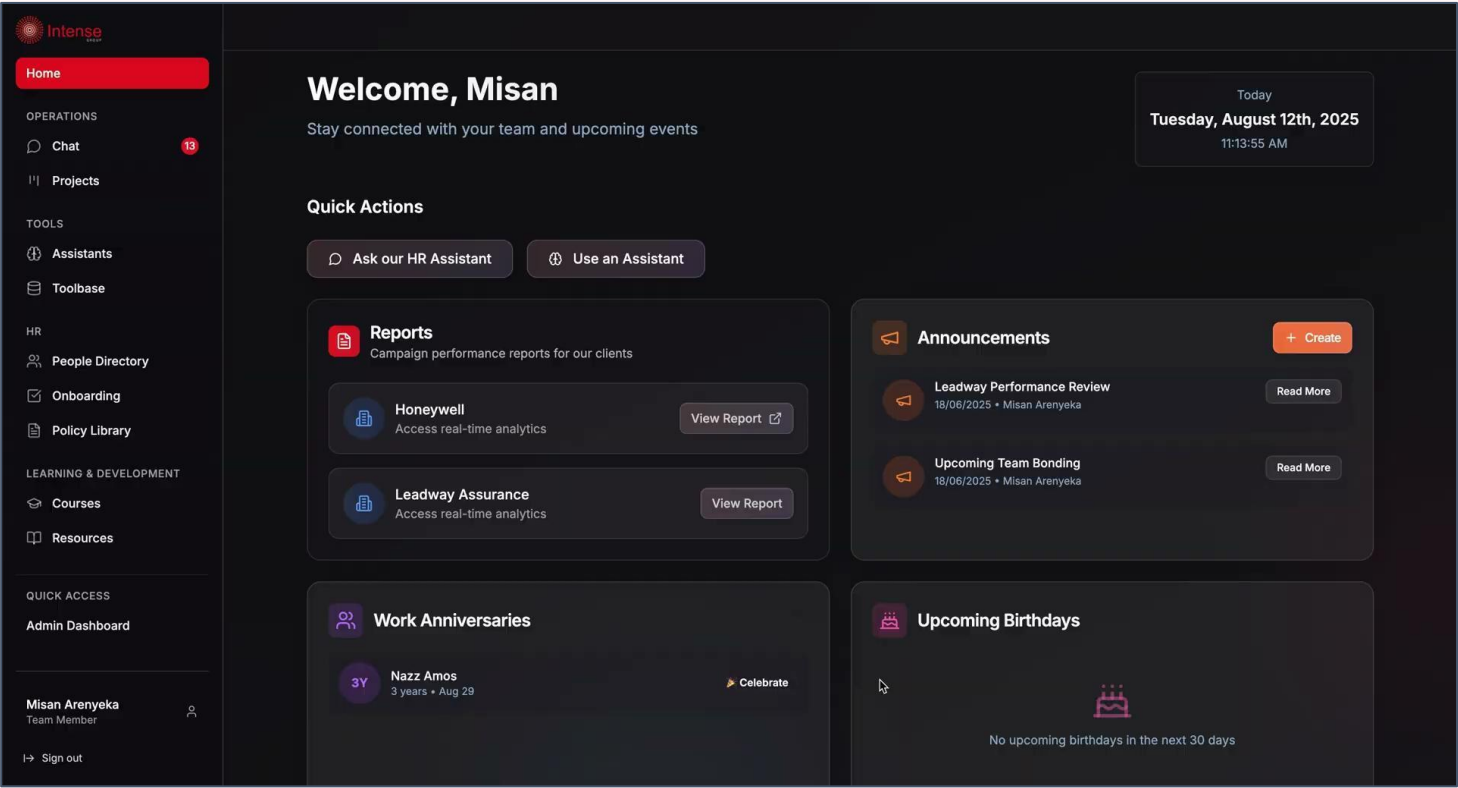 Intense
GROUP
Home
OPERATIONS
Chat
13
Projects
TOOLS
Assistants
Toolbase
HR
People Directory
Onboarding
Policy Library
LEARNING & DEVELOPMENT
Courses
Resources
QUICK ACCESS
Admin Dashboard
Misan Arenyeka
Team Member
Sign out
Welcome, Misan
Stay connected with your team and upcoming events
Today
Tuesday, August 12th, 2025
11:13:55 AM
Quick Actions
Ask our HR Assistant
Use an Assistant
Reports
Campaign performance reports for our clients
Honeywell
Access real-time analytics
View Report
Leadway Assurance
Access real-time analytics
View Report
Announcements
+ Create
Leadway Performance Review
18/06/2025 • Misan Arenyeka
Read More
Upcoming Team Bonding
18/06/2025 • Misan Arenyeka
Read More
Work Anniversaries
3Y
Nazz Amos
3 years • Aug 29
🎉 Celebrate
Upcoming Birthdays
No upcoming birthdays in the next 30 days